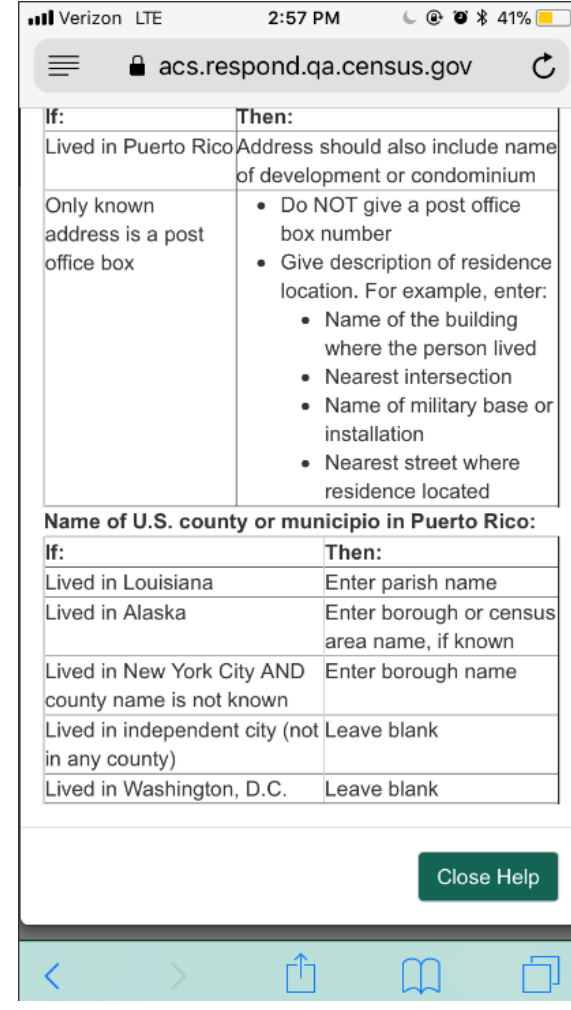 Verizon LTE 2:57 PM 41%
acs.respond.qa.census.gov
If: Then:
Lived in Puerto Rico Address should also include name
of development or condominium
Only known
address is a post
office box
• Do NOT give a post office
box number
• Give description of residence
location. For example, enter:
• Name of the building
where the person lived
• Nearest intersection
• Name of military base or
installation
• Nearest street where
residence located
Name of U.S. county or municipio in Puerto Rico:
If: Then:
Lived in Louisiana Enter parish name
Lived in Alaska Enter borough or census
area name, if known
Lived in New York City AND Enter borough name
county name is not known
Lived in independent city (not Leave blank
in any county)
Lived in Washington, D.C. Leave blank
Close Help